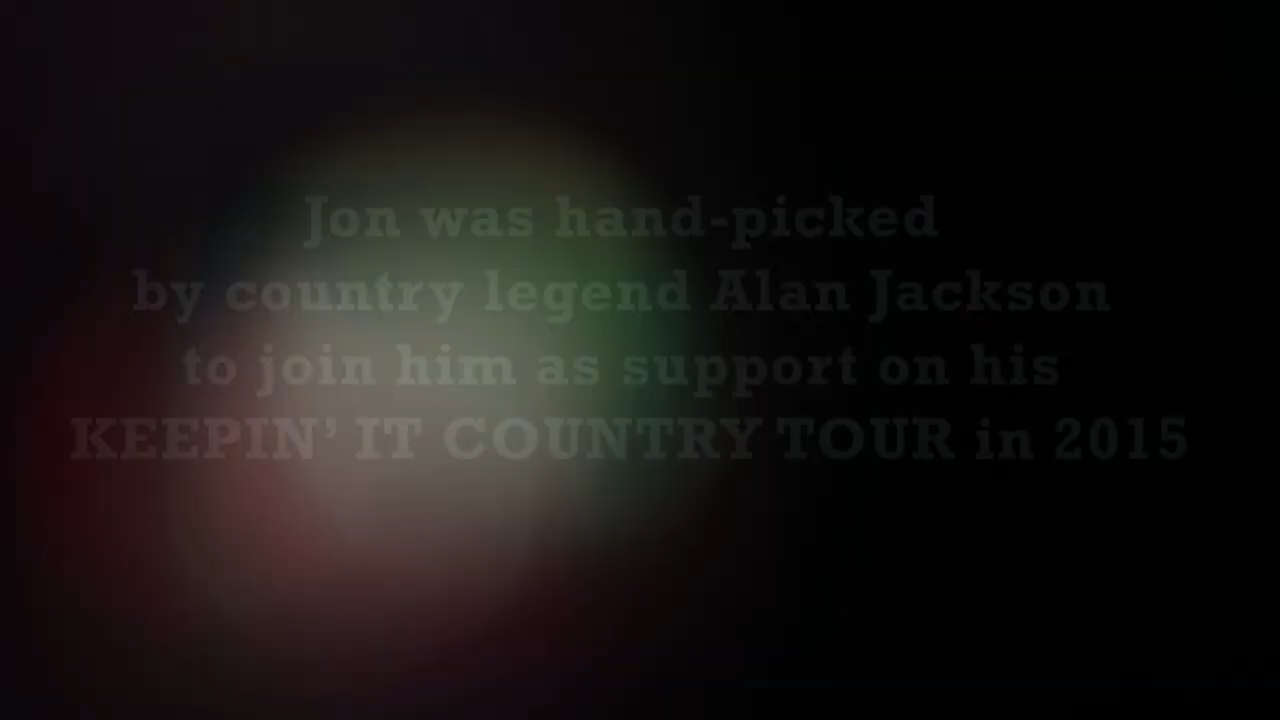 Jon was hand-picked
by country legend Alan Jackson
to join him as support on his
KEEPIN’ IT COUNTRY TOUR in 2015